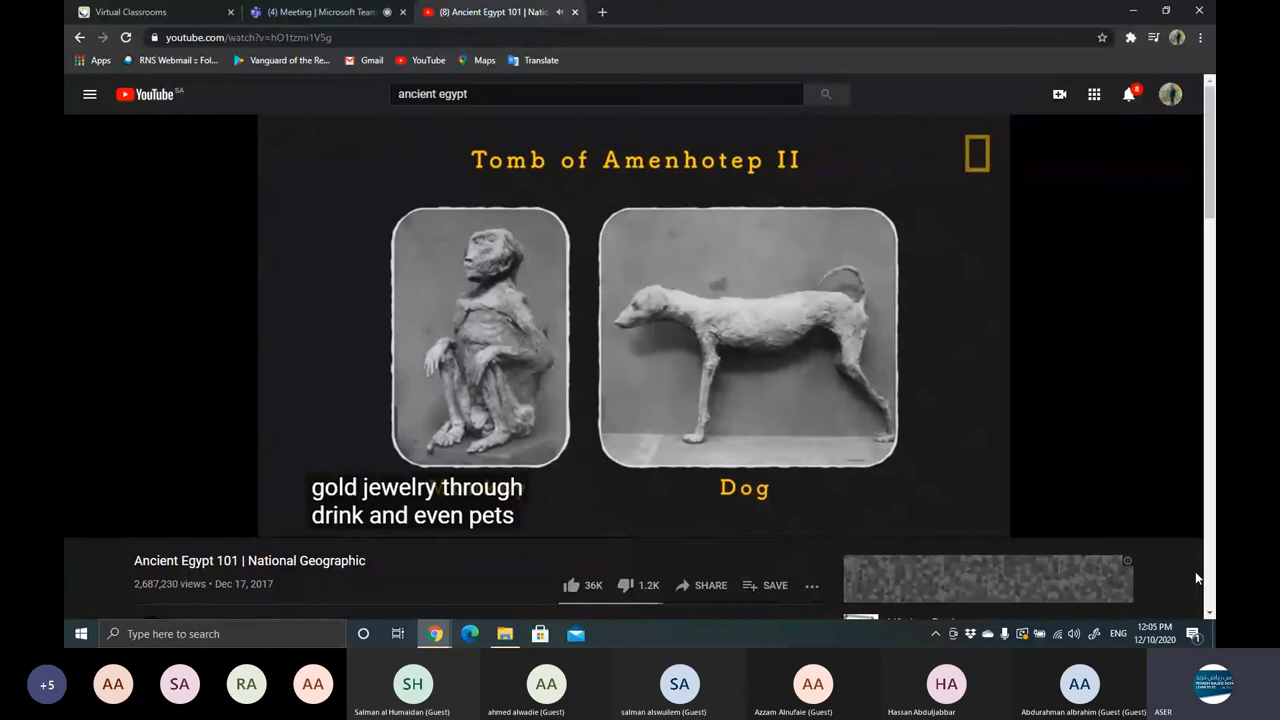 Virtual Classrooms
(4) Meeting | Microsoft Team
(8) Ancient Egypt 101 | Natio
youtube.com/watch?v=hO1tzmi1V5g
Apps
RNS Webmail :: Fol...
Vanguard of the Re...
Gmail
YouTube
Maps
Translate
YouTube SA
ancient egypt
8
Tomb of Amenhotep II
Dog
gold jewelry through
drink and even pets
Ancient Egypt 101 | National Geographic
2,687,230 views • Dec 17, 2017
36K
1.2K
SHARE
SAVE
Type here to search
ENG
12:05 PM
12/10/2020
1
+5
AA
SA
RA
AA
SH
Salman al Humaidan (Guest)
AA
ahmed alwadie (Guest)
SA
salman alswuilem (Guest)
AA
Azzam Alnufaie (Guest)
HA
Hassan Abduljabbar
AA
Abdurahman albrahim (Guest)
ASER